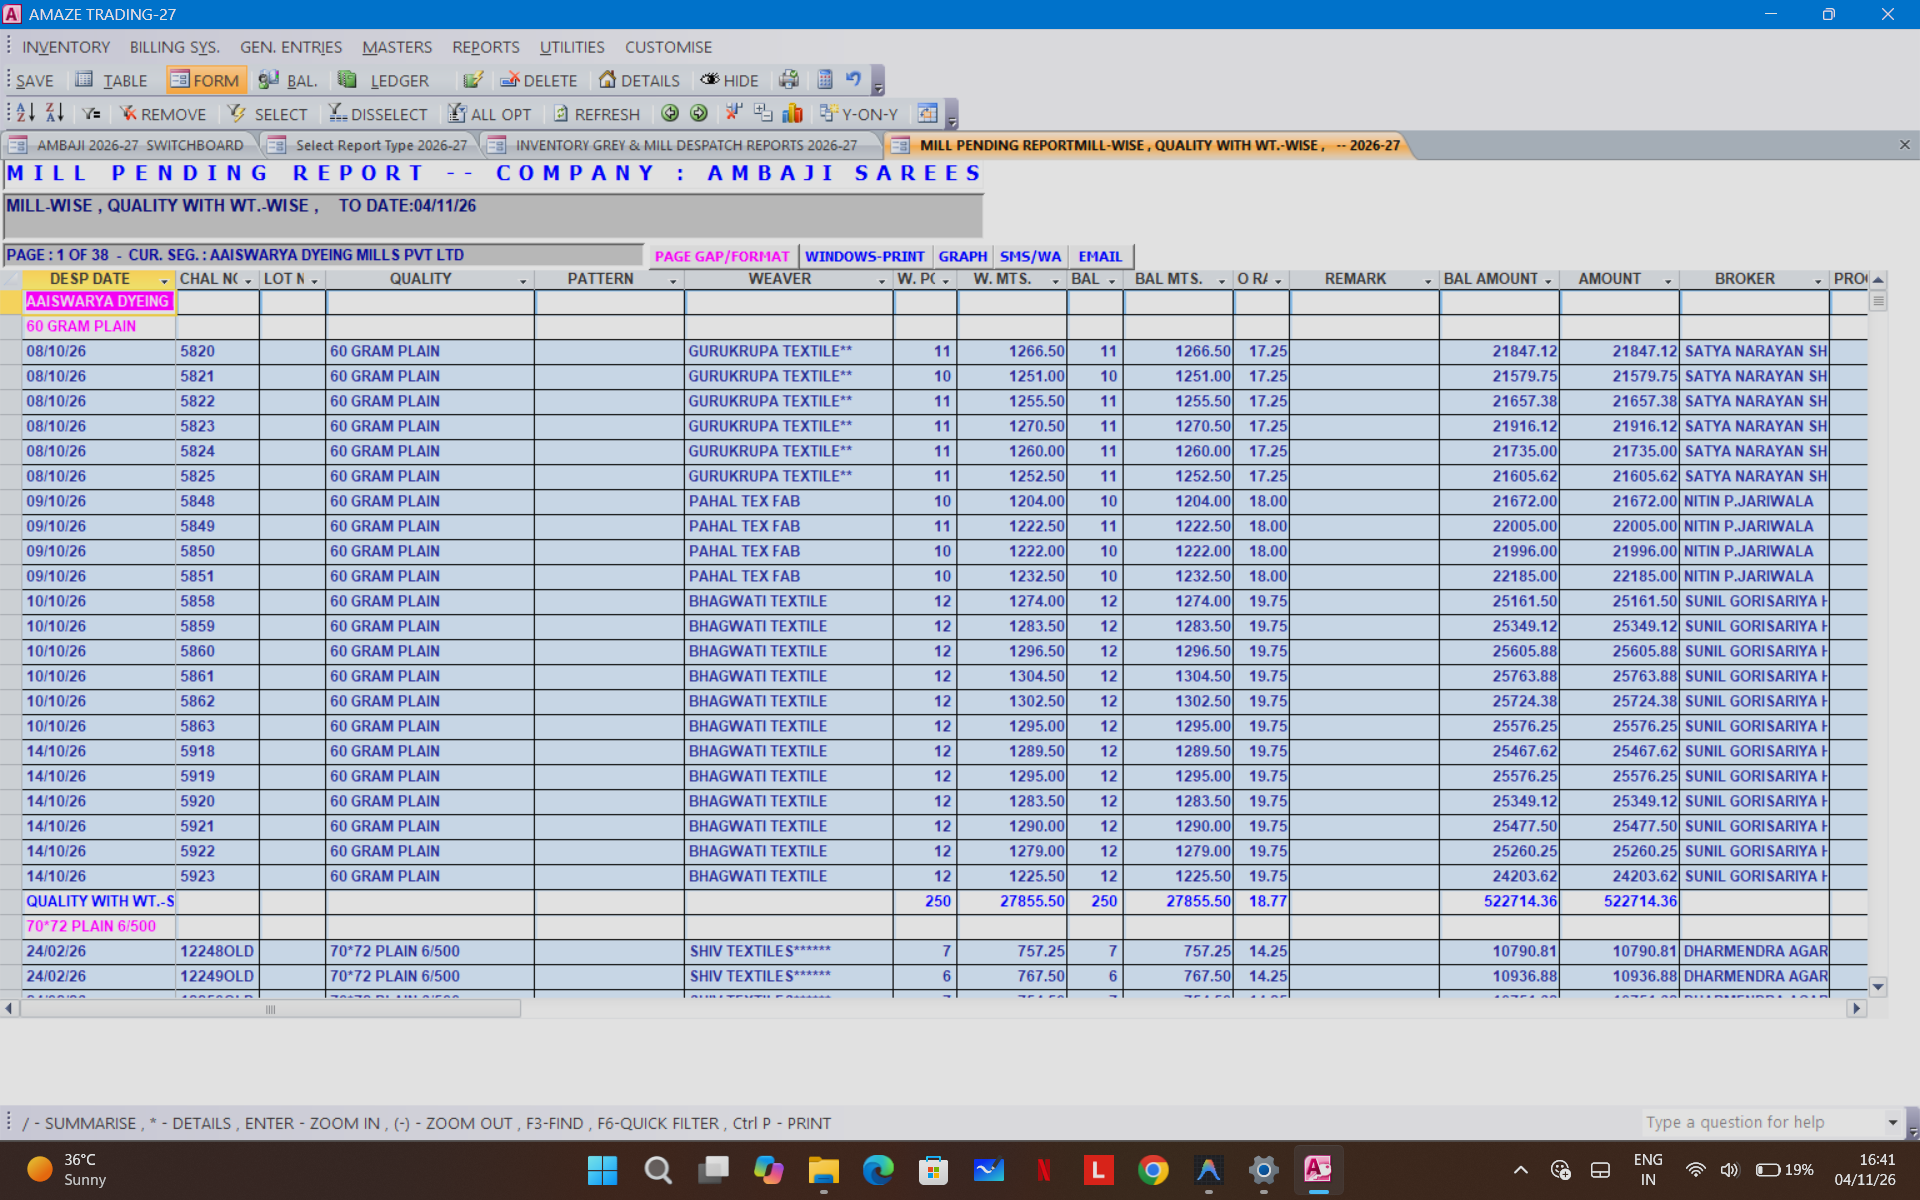 AMAZE TRADING-27
INVENTORY BILLING SYS. GEN. ENTRIES MASTERS REPORTS UTILITIES CUSTOMISE
SAVE TABLE FORM BAL. LEDGER DELETE DETAILS HIDE
REMOVE SELECT DISSELECT ALL OPT REFRESH Y-ON-Y
AMBAJI 2026-27 SWITCHBOARD Select Report Type 2026-27 INVENTORY GREY & MILL DESPATCH REPORTS 2026-27 MILL PENDING REPORTMILL-WISE , QUALITY WITH WT.-WISE , -- 2026-27
MILL PENDING REPORT -- COMPANY : AMBAJI SAREES
MILL-WISE , QUALITY WITH WT.-WISE , TO DATE:04/11/26
PAGE : 1 OF 38 - CUR. SEG. : AAISWARYA DYEING MILLS PVT LTD PAGE GAP/FORMAT WINDOWS-PRINT GRAPH SMS/WA EMAIL
DESP DATE CHAL NO LOT N QUALITY PATTERN WEAVER W. PC W. MTS. BAL BAL MTS. O RA REMARK BAL AMOUNT AMOUNT BROKER PRO
AAISWARYA DYEING
60 GRAM PLAIN
08/10/26 5820 60 GRAM PLAIN GURUKRUPA TEXTILE** 11 1266.50 11 1266.50 17.25 21847.12 21847.12 SATYA NARAYAN SH
08/10/26 5821 60 GRAM PLAIN GURUKRUPA TEXTILE** 10 1251.00 10 1251.00 17.25 21579.75 21579.75 SATYA NARAYAN SH
08/10/26 5822 60 GRAM PLAIN GURUKRUPA TEXTILE** 11 1255.50 11 1255.50 17.25 21657.38 21657.38 SATYA NARAYAN SH
08/10/26 5823 60 GRAM PLAIN GURUKRUPA TEXTILE** 11 1270.50 11 1270.50 17.25 21916.12 21916.12 SATYA NARAYAN SH
08/10/26 5824 60 GRAM PLAIN GURUKRUPA TEXTILE** 11 1260.00 11 1260.00 17.25 21735.00 21735.00 SATYA NARAYAN SH
08/10/26 5825 60 GRAM PLAIN GURUKRUPA TEXTILE** 11 1252.50 11 1252.50 17.25 21605.62 21605.62 SATYA NARAYAN SH
09/10/26 5848 60 GRAM PLAIN PAHAL TEX FAB 10 1204.00 10 1204.00 18.00 21672.00 21672.00 NITIN P.JARIWALA
09/10/26 5849 60 GRAM PLAIN PAHAL TEX FAB 11 1222.50 11 1222.50 18.00 22005.00 22005.00 NITIN P.JARIWALA
09/10/26 5850 60 GRAM PLAIN PAHAL TEX FAB 10 1222.00 10 1222.00 18.00 21996.00 21996.00 NITIN P.JARIWALA
09/10/26 5851 60 GRAM PLAIN PAHAL TEX FAB 10 1232.50 10 1232.50 18.00 22185.00 22185.00 NITIN P.JARIWALA
10/10/26 5858 60 GRAM PLAIN BHAGWATI TEXTILE 12 1274.00 12 1274.00 19.75 25161.50 25161.50 SUNIL GORISARIYA H
10/10/26 5859 60 GRAM PLAIN BHAGWATI TEXTILE 12 1283.50 12 1283.50 19.75 25349.12 25349.12 SUNIL GORISARIYA H
10/10/26 5860 60 GRAM PLAIN BHAGWATI TEXTILE 12 1296.50 12 1296.50 19.75 25605.88 25605.88 SUNIL GORISARIYA H
10/10/26 5861 60 GRAM PLAIN BHAGWATI TEXTILE 12 1304.50 12 1304.50 19.75 25763.88 25763.88 SUNIL GORISARIYA H
10/10/26 5862 60 GRAM PLAIN BHAGWATI TEXTILE 12 1302.50 12 1302.50 19.75 25724.38 25724.38 SUNIL GORISARIYA H
10/10/26 5863 60 GRAM PLAIN BHAGWATI TEXTILE 12 1295.00 12 1295.00 19.75 25576.25 25576.25 SUNIL GORISARIYA H
14/10/26 5918 60 GRAM PLAIN BHAGWATI TEXTILE 12 1289.50 12 1289.50 19.75 25467.62 25467.62 SUNIL GORISARIYA H
14/10/26 5919 60 GRAM PLAIN BHAGWATI TEXTILE 12 1295.00 12 1295.00 19.75 25576.25 25576.25 SUNIL GORISARIYA H
14/10/26 5920 60 GRAM PLAIN BHAGWATI TEXTILE 12 1283.50 12 1283.50 19.75 25349.12 25349.12 SUNIL GORISARIYA H
14/10/26 5921 60 GRAM PLAIN BHAGWATI TEXTILE 12 1290.00 12 1290.00 19.75 25477.50 25477.50 SUNIL GORISARIYA H
14/10/26 5922 60 GRAM PLAIN BHAGWATI TEXTILE 12 1279.00 12 1279.00 19.75 25260.25 25260.25 SUNIL GORISARIYA H
14/10/26 5923 60 GRAM PLAIN BHAGWATI TEXTILE 12 1225.50 12 1225.50 19.75 24203.62 24203.62 SUNIL GORISARIYA H
QUALITY WITH WT.-S 250 27855.50 250 27855.50 18.77 522714.36 522714.36
70*72 PLAIN 6/500
24/02/26 12248OLD 70*72 PLAIN 6/500 SHIV TEXTILES****** 7 757.25 7 757.25 14.25 10790.81 10790.81 DHARMENDRA AGAR
24/02/26 12249OLD 70*72 PLAIN 6/500 SHIV TEXTILES****** 6 767.50 6 767.50 14.25 10936.88 10936.88 DHARMENDRA AGAR
/ - SUMMARISE , * - DETAILS , ENTER - ZOOM IN , (-) - ZOOM OUT , F3-FIND , F6-QUICK FILTER , Ctrl P - PRINT
Type a question for help
36°C
Sunny
ENG
IN
19%
16:41
04/11/26